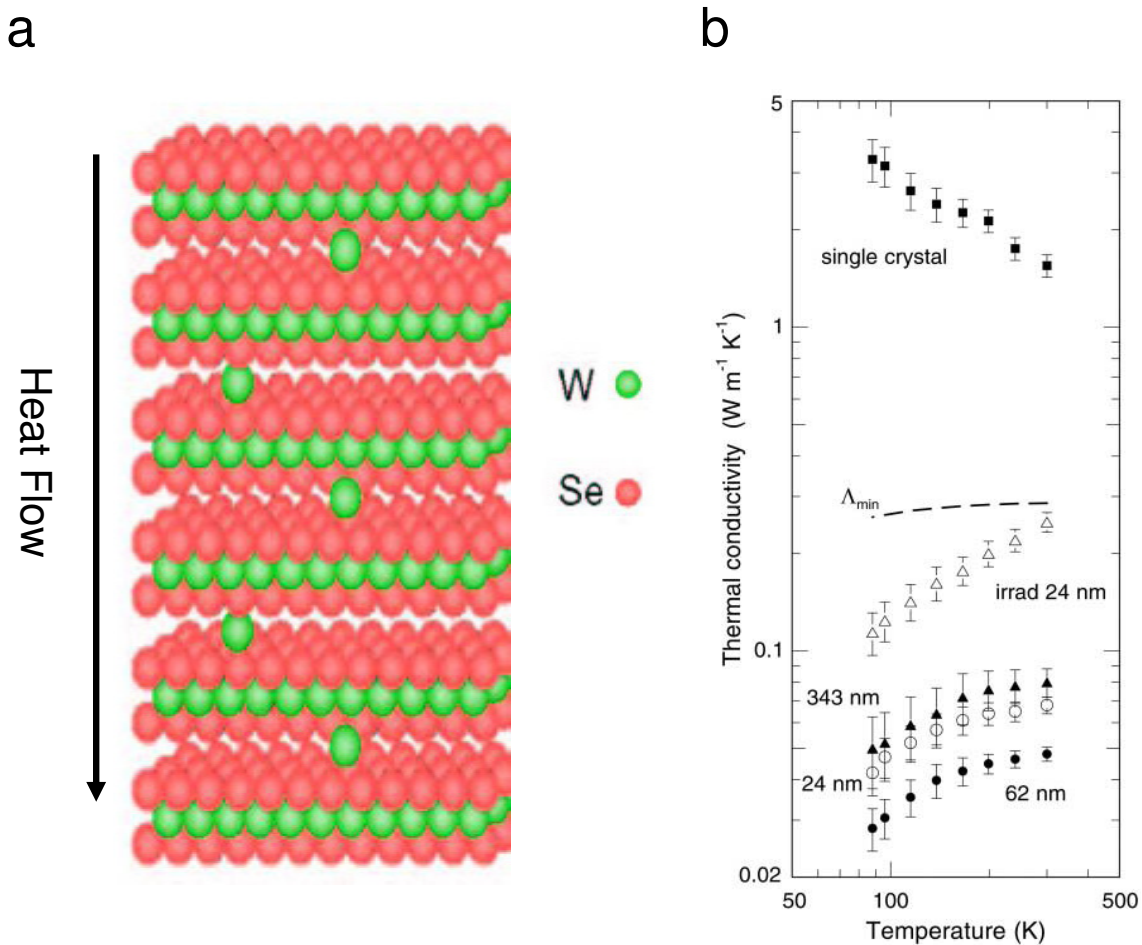 a
b
Heat Flow
W
Se
Thermal conductivity (W m⁻¹ K⁻¹)
5
1
0.1
0.02
single crystal
Λmin
irrad 24 nm
343 nm
24 nm
62 nm
50
100
500
Temperature (K)